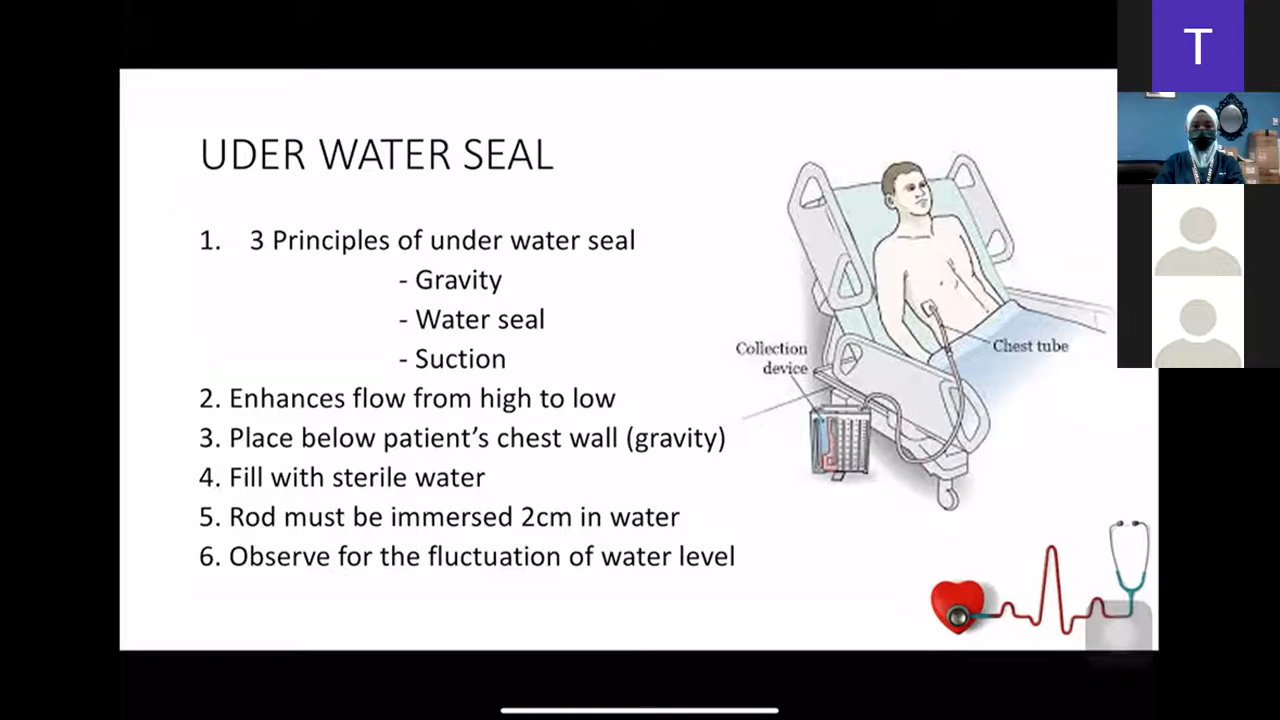 T
UDER WATER SEAL
1. 3 Principles of under water seal
- Gravity
- Water seal
- Suction
2. Enhances flow from high to low
3. Place below patient's chest wall (gravity)
4. Fill with sterile water
5. Rod must be immersed 2cm in water
6. Observe for the fluctuation of water level
Collection
device
Chest tube